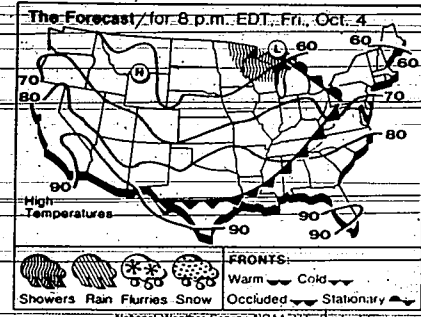 The Forecast/for 8 p.m. EDT, Fri., Oct. 4
L
60
60
60
H
70
80
70
80
90
High
Temperatures
90
90
90
FRONTS:
Warm Cold
Showers Rain Flurries Snow
Occluded Stationary